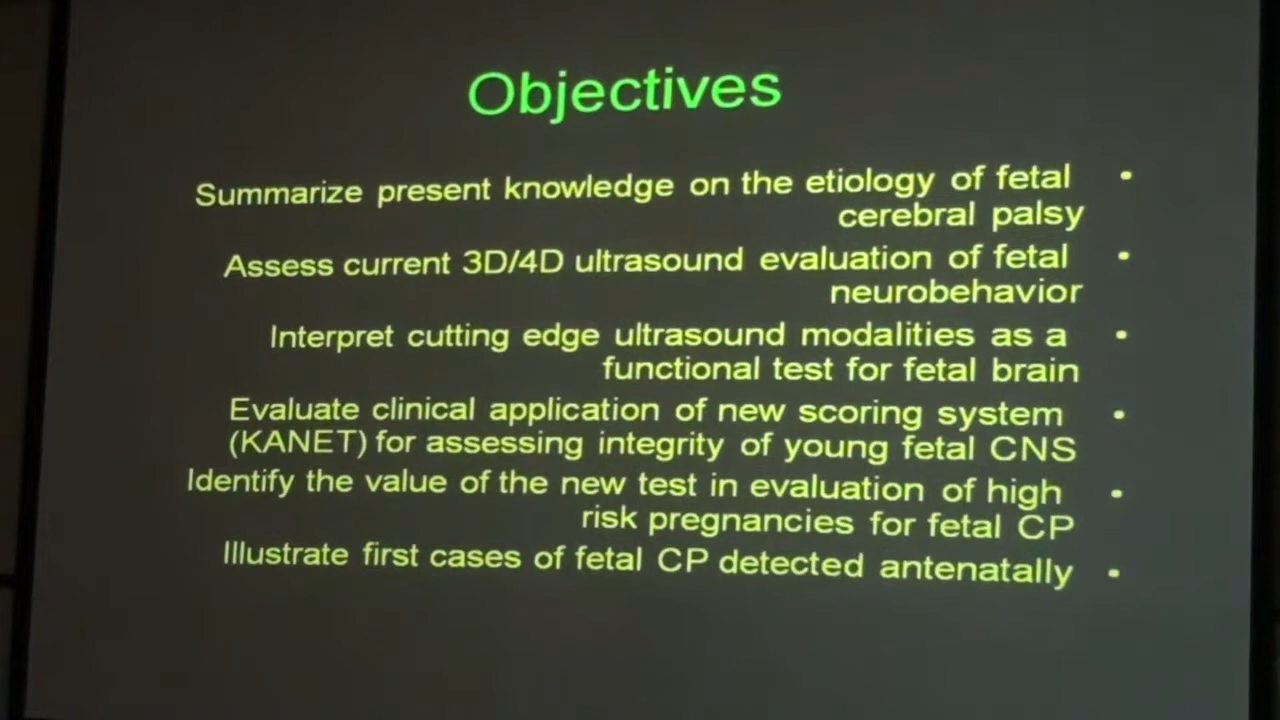 Objectives
Summarize present knowledge on the etiology of fetal •
cerebral palsy
Assess current 3D/4D ultrasound evaluation of fetal •
neurobehavior
Interpret cutting edge ultrasound modalities as a •
functional test for fetal brain
Evaluate clinical application of new scoring system •
(KANET) for assessing integrity of young fetal CNS
Identify the value of the new test in evaluation of high •
risk pregnancies for fetal CP
Illustrate first cases of fetal CP detected antenatally •